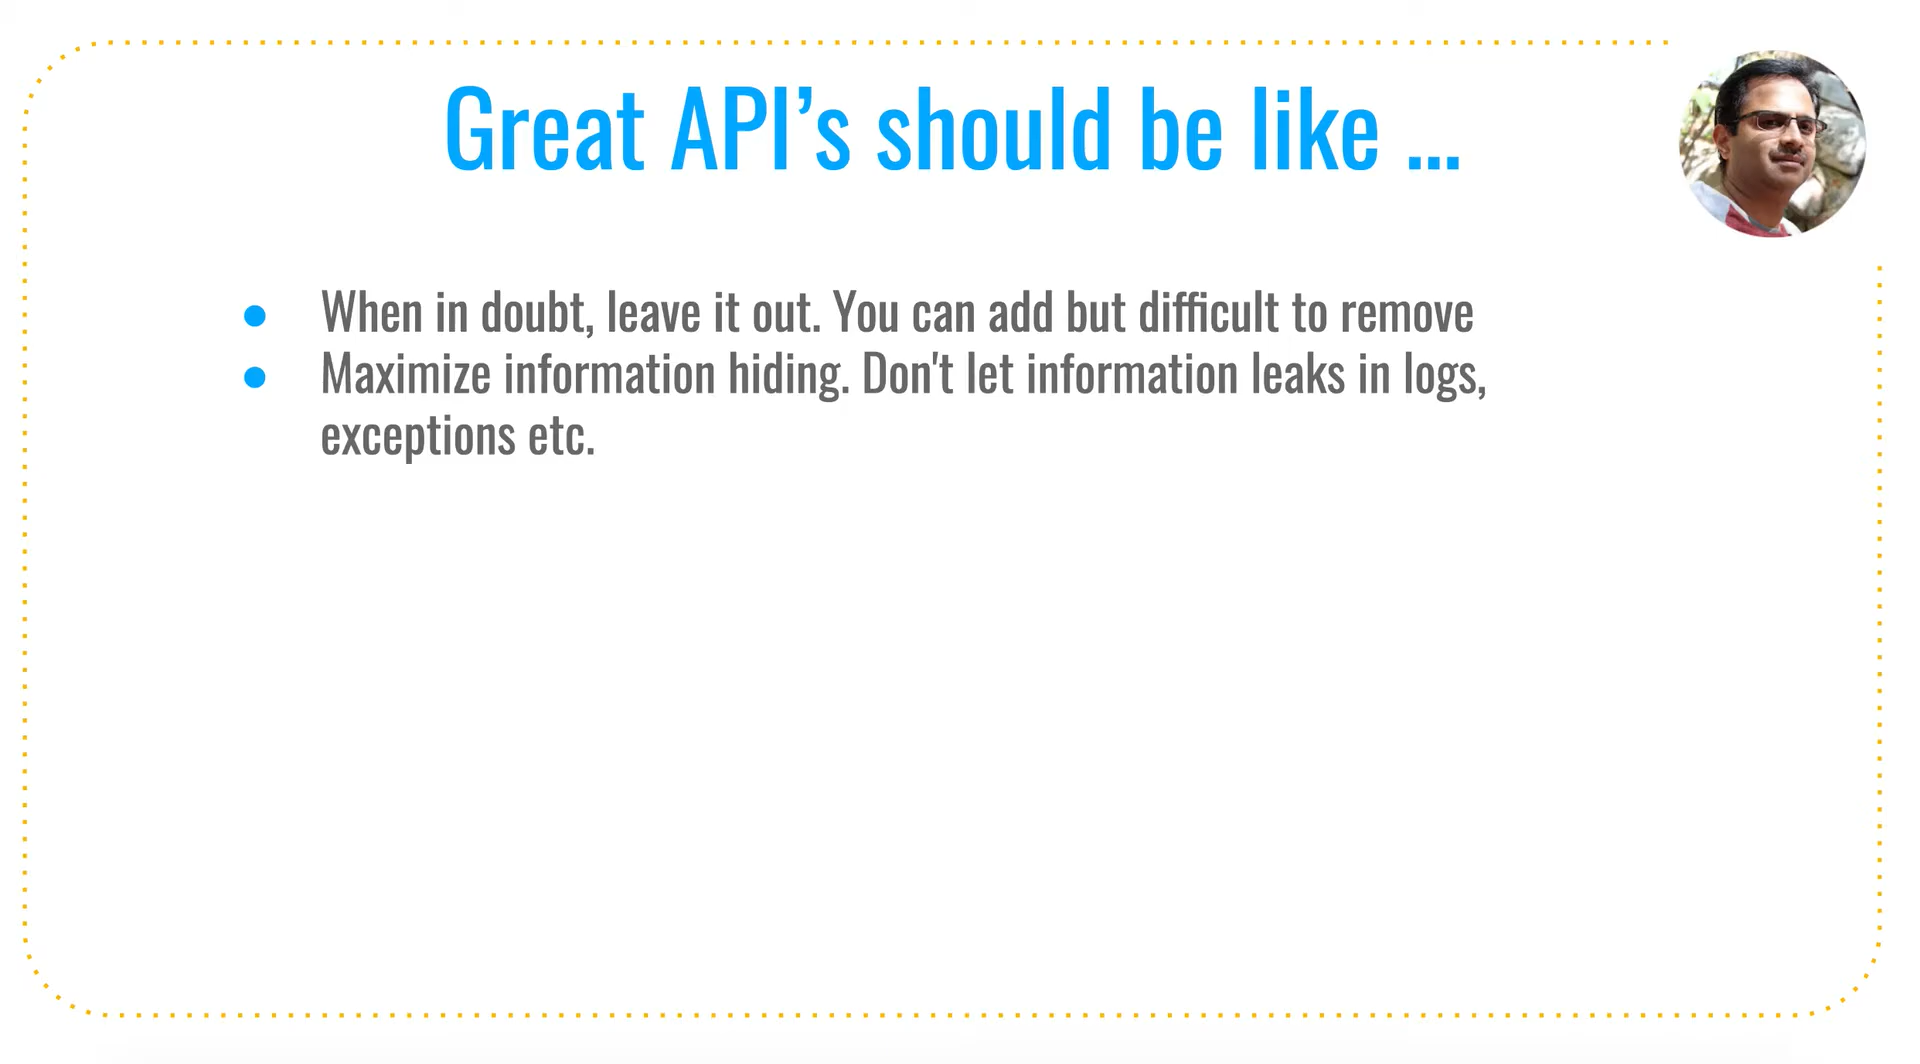 Great API’s should be like ...
● When in doubt, leave it out. You can add but difficult to remove
● Maximize information hiding. Don't let information leaks in logs,
exceptions etc.